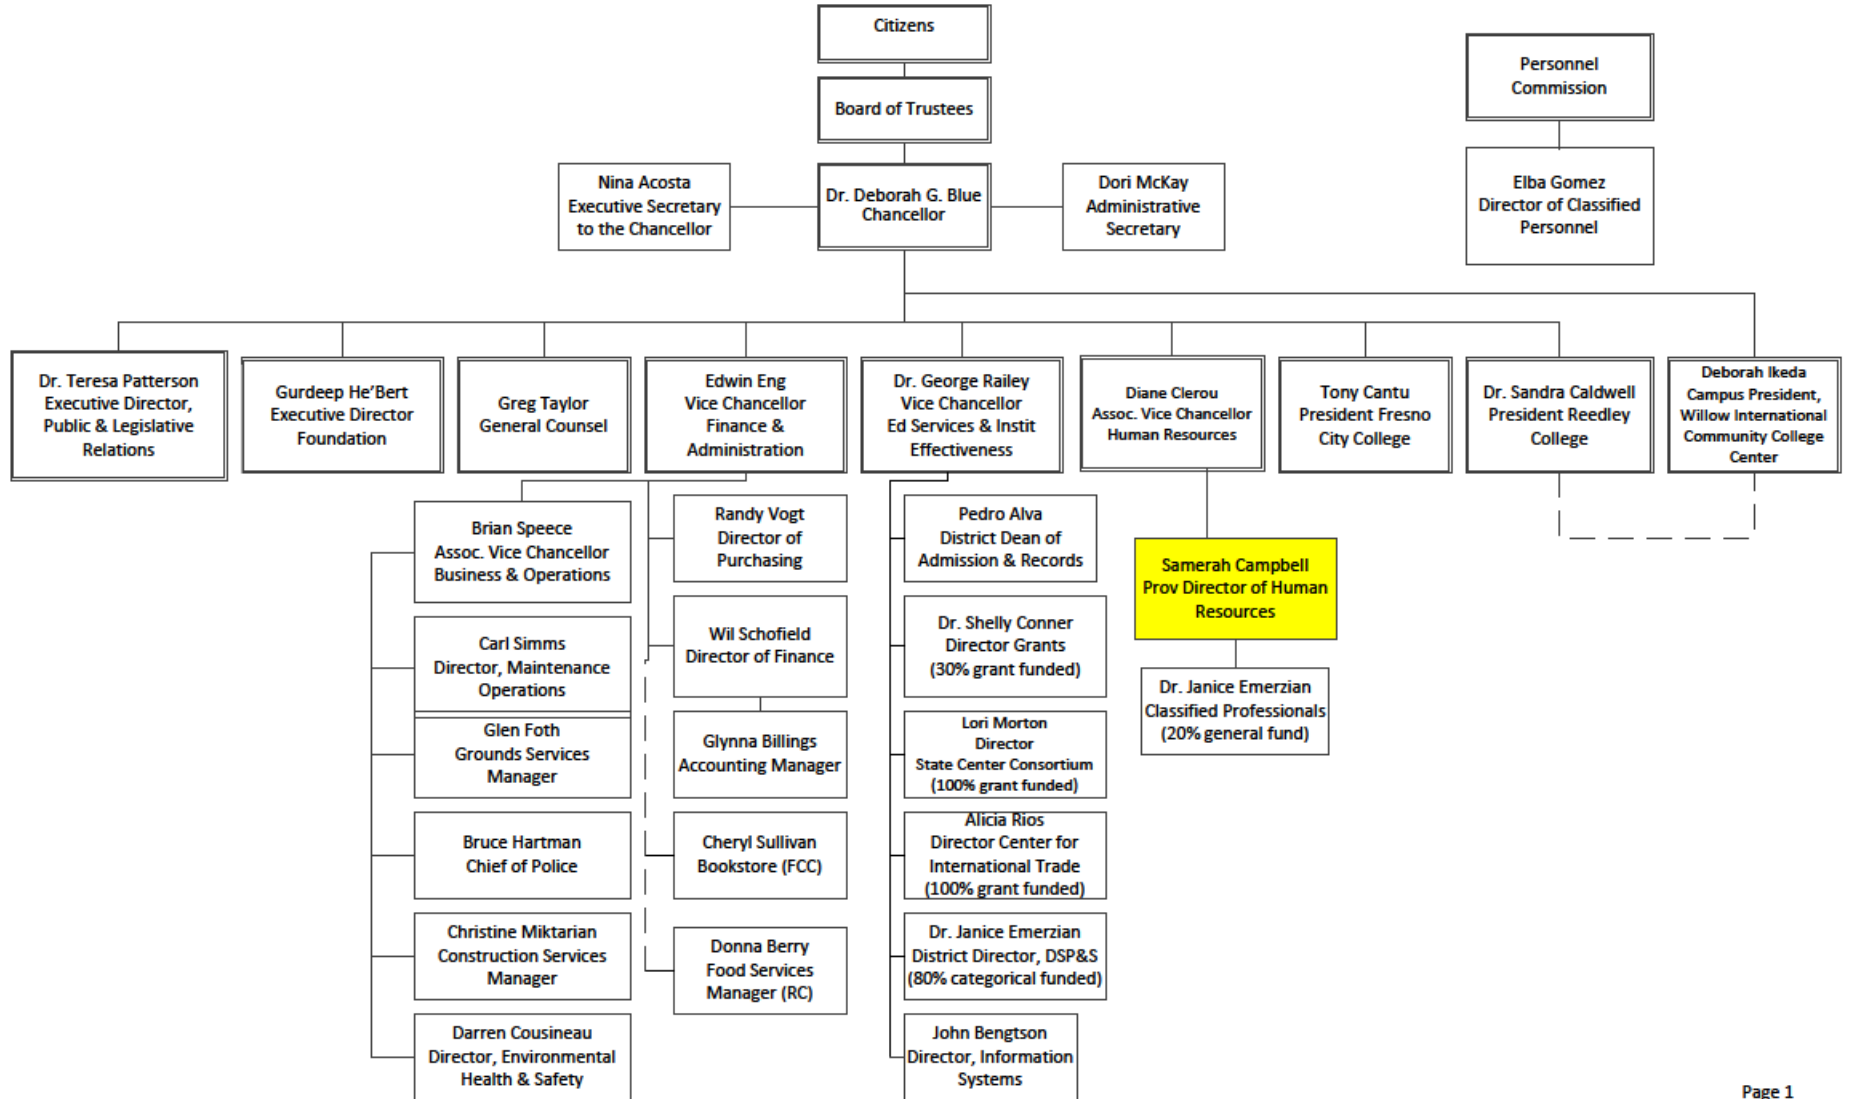 Citizens
Personnel
Commission
Board of Trustees
Nina Acosta
Executive Secretary
to the Chancellor
Dr. Deborah G. Blue
Chancellor
Dori McKay
Administrative
Secretary
Elba Gomez
Director of Classified
Personnel
Dr. Teresa Patterson
Executive Director,
Public & Legislative
Relations
Gurdeep He’Bert
Executive Director
Foundation
Greg Taylor
General Counsel
Edwin Eng
Vice Chancellor
Finance &
Administration
Dr. George Railey
Vice Chancellor
Ed Services & Instit
Effectiveness
Diane Clerou
Assoc. Vice Chancellor
Human Resources
Tony Cantu
President Fresno
City College
Dr. Sandra Caldwell
President Reedley
College
Deborah Ikeda
Campus President,
Willow International
Community College
Center
Brian Speece
Assoc. Vice Chancellor
Business & Operations
Carl Simms
Director, Maintenance
Operations
Glen Foth
Grounds Services
Manager
Bruce Hartman
Chief of Police
Christine Miktarian
Construction Services
Manager
Darren Cousineau
Director, Environmental
Health & Safety
Randy Vogt
Director of
Purchasing
Wil Schofield
Director of Finance
Glynna Billings
Accounting Manager
Cheryl Sullivan
Bookstore (FCC)
Donna Berry
Food Services
Manager (RC)
Pedro Alva
District Dean of
Admission & Records
Dr. Shelly Conner
Director Grants
(30% grant funded)
Lori Morton
Director
State Center Consortium
(100% grant funded)
Alicia Rios
Director Center for
International Trade
(100% grant funded)
Dr. Janice Emerzian
District Director, DSP&S
(80% categorical funded)
John Bengtson
Director, Information
Systems
Samerah Campbell
Prov Director of Human
Resources
Dr. Janice Emerzian
Classified Professionals
(20% general fund)
Page 1